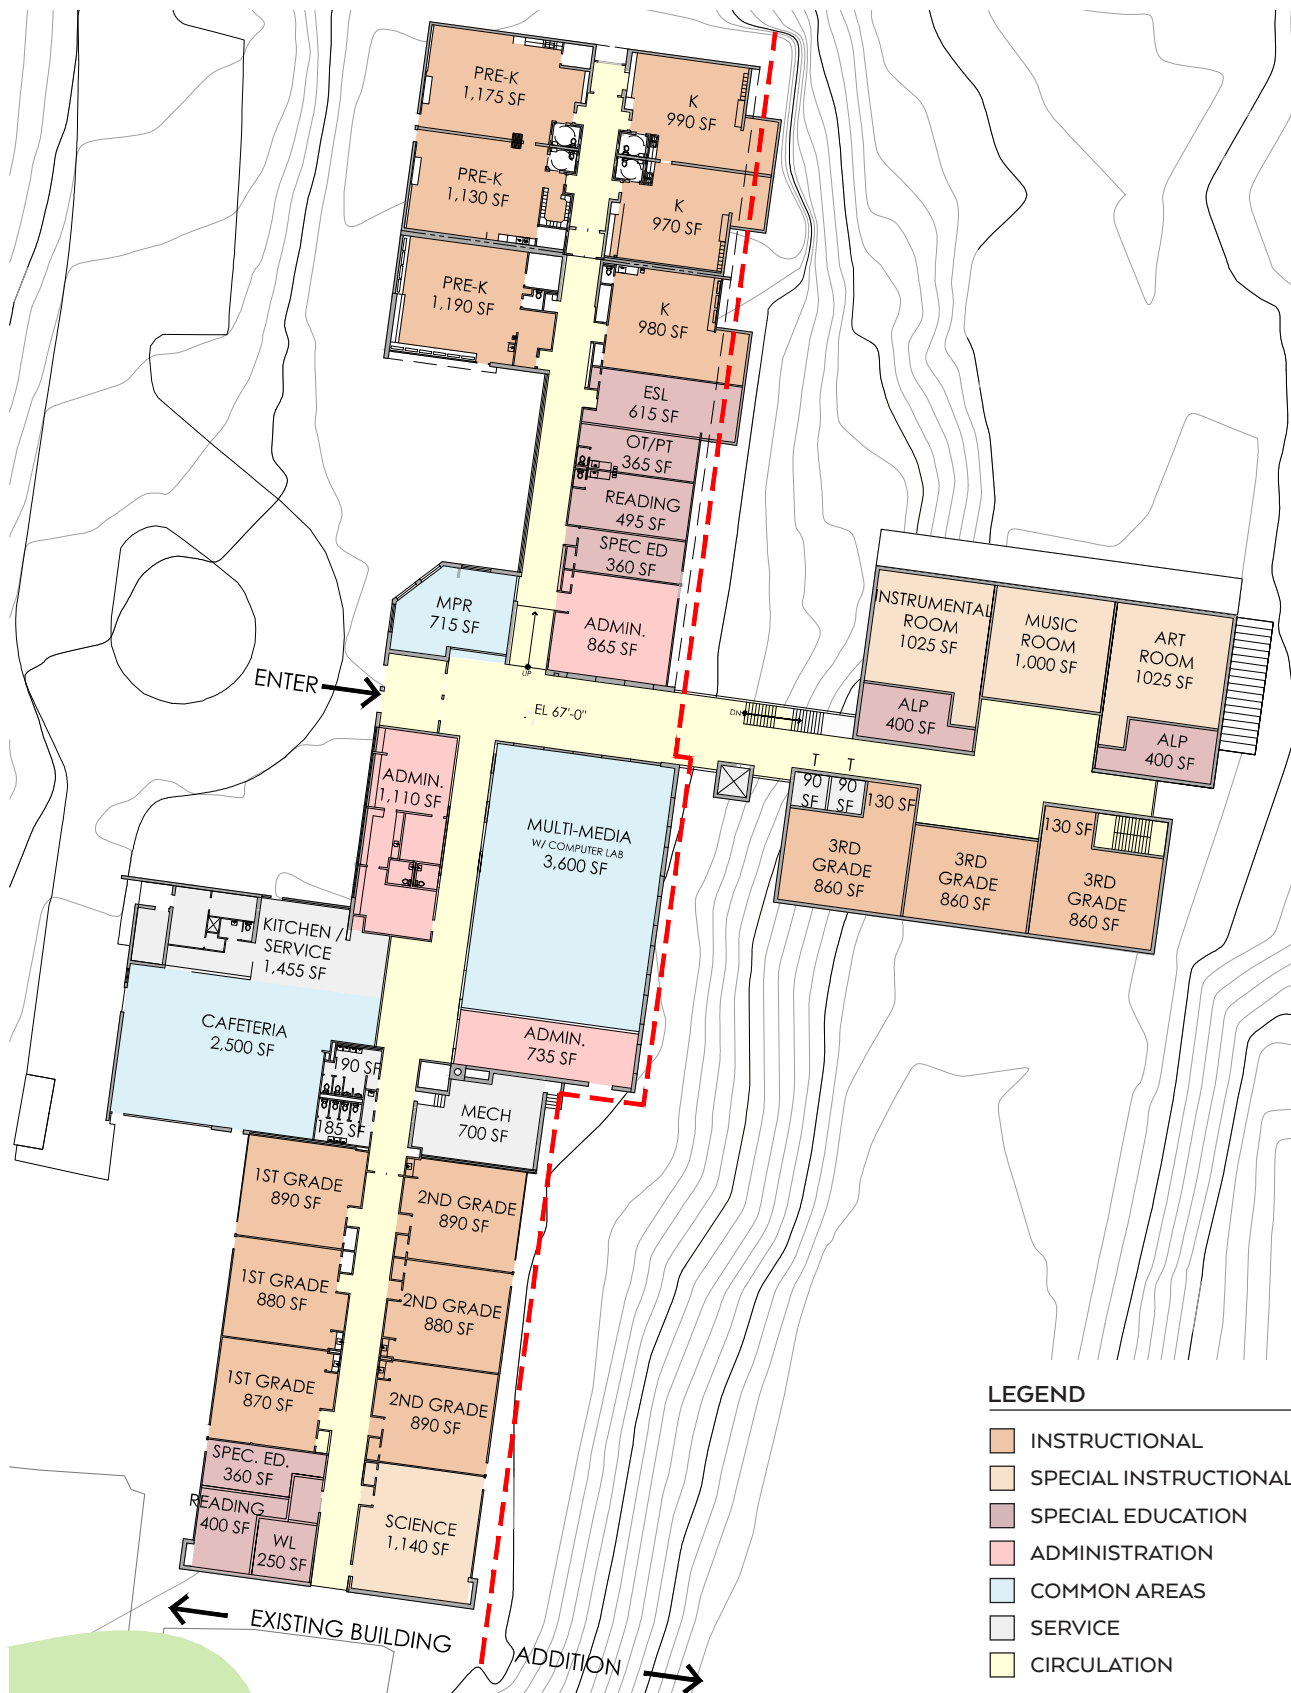 PRE-K
1,175 SF
K
990 SF
PRE-K
1,130 SF
K
970 SF
PRE-K
1,190 SF
K
980 SF
ESL
615 SF
OT/PT
365 SF
READING
495 SF
SPEC ED
360 SF
MPR
715 SF
ADMIN.
865 SF
INSTRUMENTAL
ROOM
1025 SF
MUSIC
ROOM
1,000 SF
ART
ROOM
1025 SF
ENTER
UP
EL 67'-0"
DN
ALP
400 SF
ALP
400 SF
ADMIN.
1,110 SF
T
90
SF
T
90
SF
130 SF
130 SF
MULTI-MEDIA
W/ COMPUTER LAB
3,600 SF
3RD
GRADE
860 SF
3RD
GRADE
860 SF
3RD
GRADE
860 SF
KITCHEN /
SERVICE
1,455 SF
CAFETERIA
2,500 SF
ADMIN.
735 SF
190 SF
185 SF
MECH
700 SF
1ST GRADE
890 SF
2ND GRADE
890 SF
1ST GRADE
880 SF
2ND GRADE
880 SF
1ST GRADE
870 SF
2ND GRADE
890 SF
SPEC. ED.
360 SF
READING
400 SF
WL
250 SF
SCIENCE
1,140 SF
EXISTING BUILDING
ADDITION
LEGEND
INSTRUCTIONAL
SPECIAL INSTRUCTIONAL
SPECIAL EDUCATION
ADMINISTRATION
COMMON AREAS
SERVICE
CIRCULATION